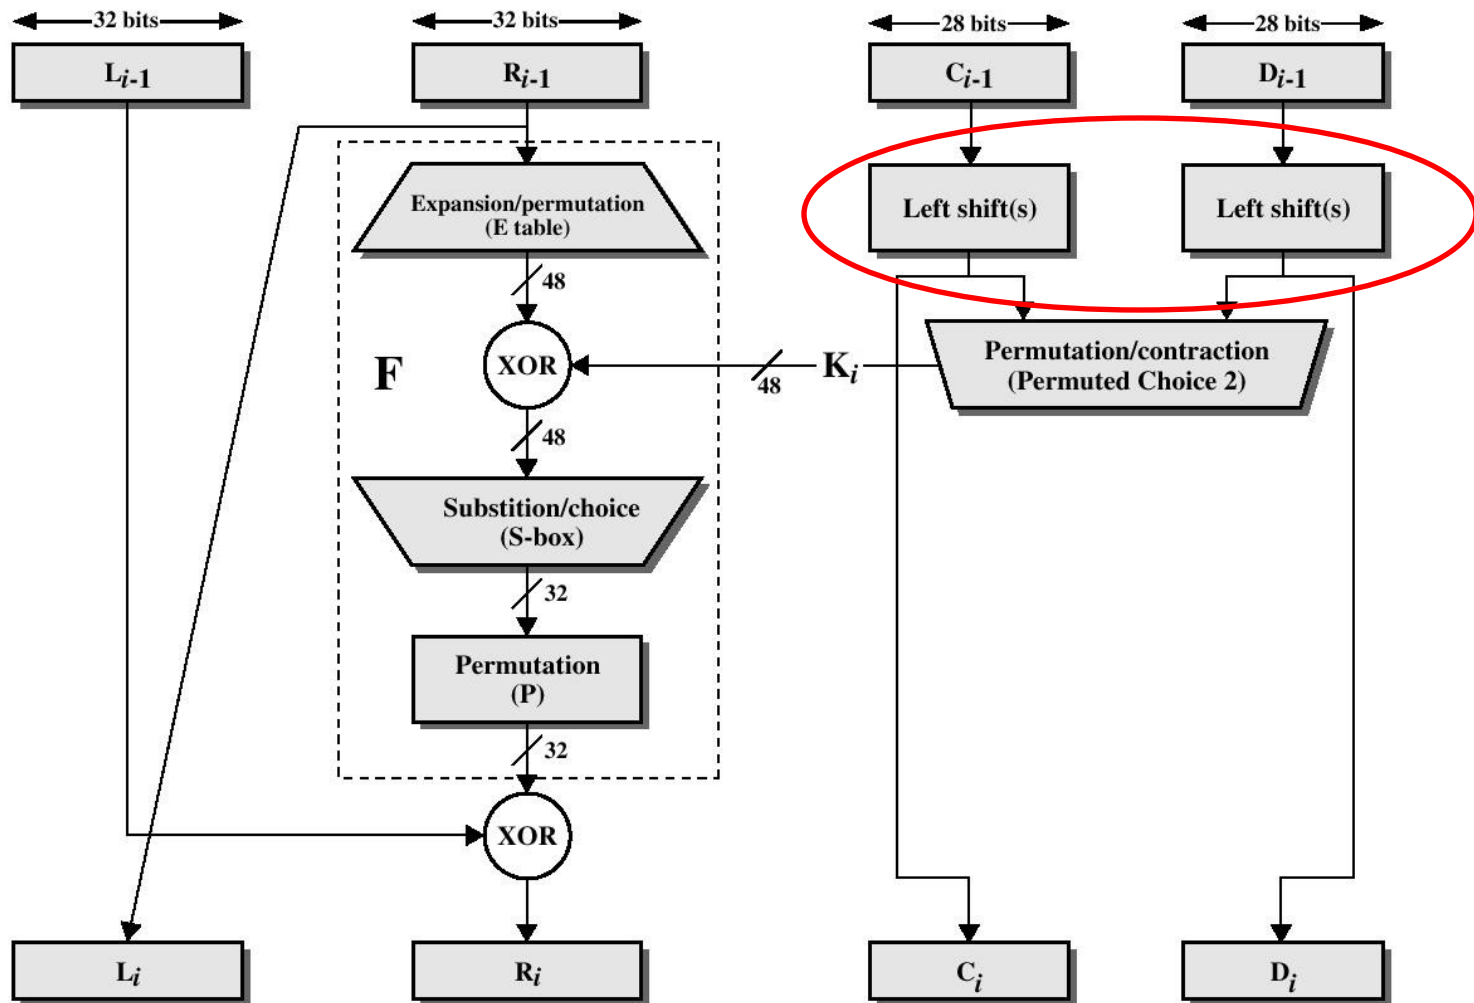 32 bits
32 bits
28 bits
28 bits
Li-1
Ri-1
Ci-1
Di-1
Expansion/permutation
(E table)
Left shift(s)
Left shift(s)
48
F
XOR
48
Ki
Permutation/contraction
(Permuted Choice 2)
48
Substition/choice
(S-box)
32
Permutation
(P)
32
XOR
Li
Ri
Ci
Di